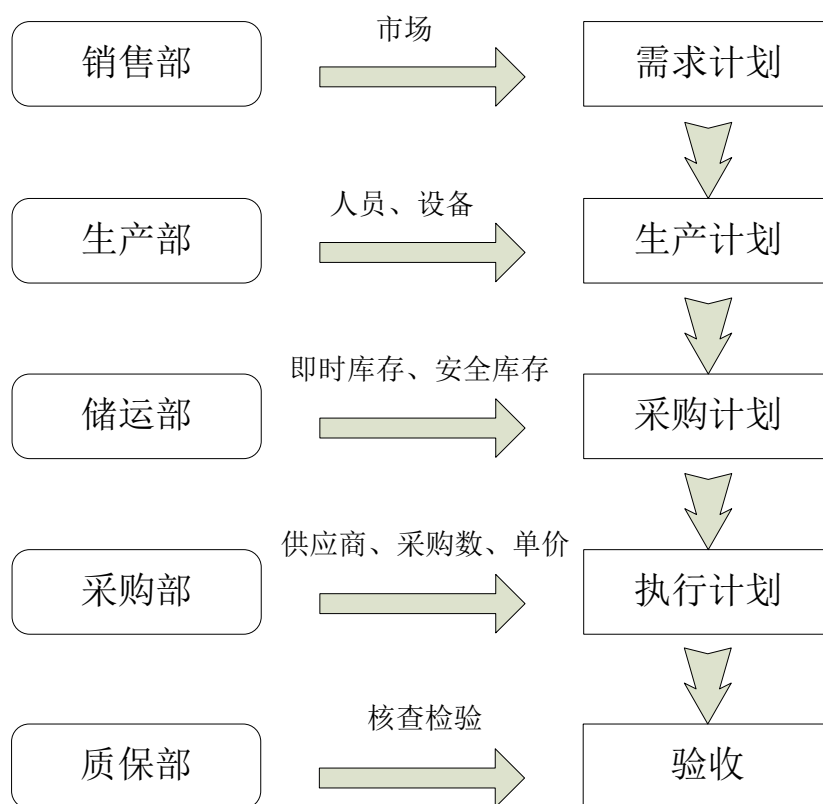 销售部
市场
需求计划
生产部
人员、设备
生产计划
储运部
即时库存、安全库存
采购计划
采购部
供应商、采购数、单价
执行计划
质保部
核查检验
验收